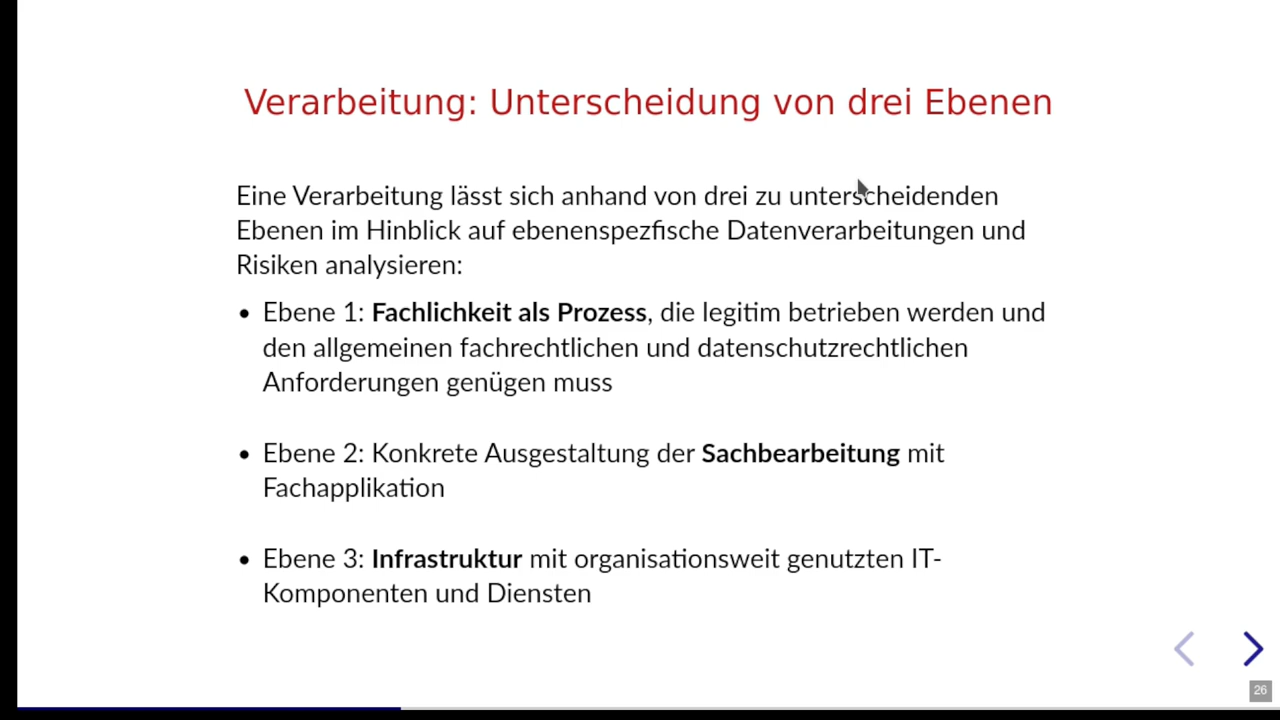 Verarbeitung: Unterscheidung von drei Ebenen
Eine Verarbeitung lässt sich anhand von drei zu unterscheidenden
Ebenen im Hinblick auf ebenenspezfische Datenverarbeitungen und
Risiken analysieren:
• Ebene 1: Fachlichkeit als Prozess, die legitim betrieben werden und
den allgemeinen fachrechtlichen und datenschutzrechtlichen
Anforderungen genügen muss
• Ebene 2: Konkrete Ausgestaltung der Sachbearbeitung mit
Fachapplikation
• Ebene 3: Infrastruktur mit organisationsweit genutzten IT-
Komponenten und Diensten
26